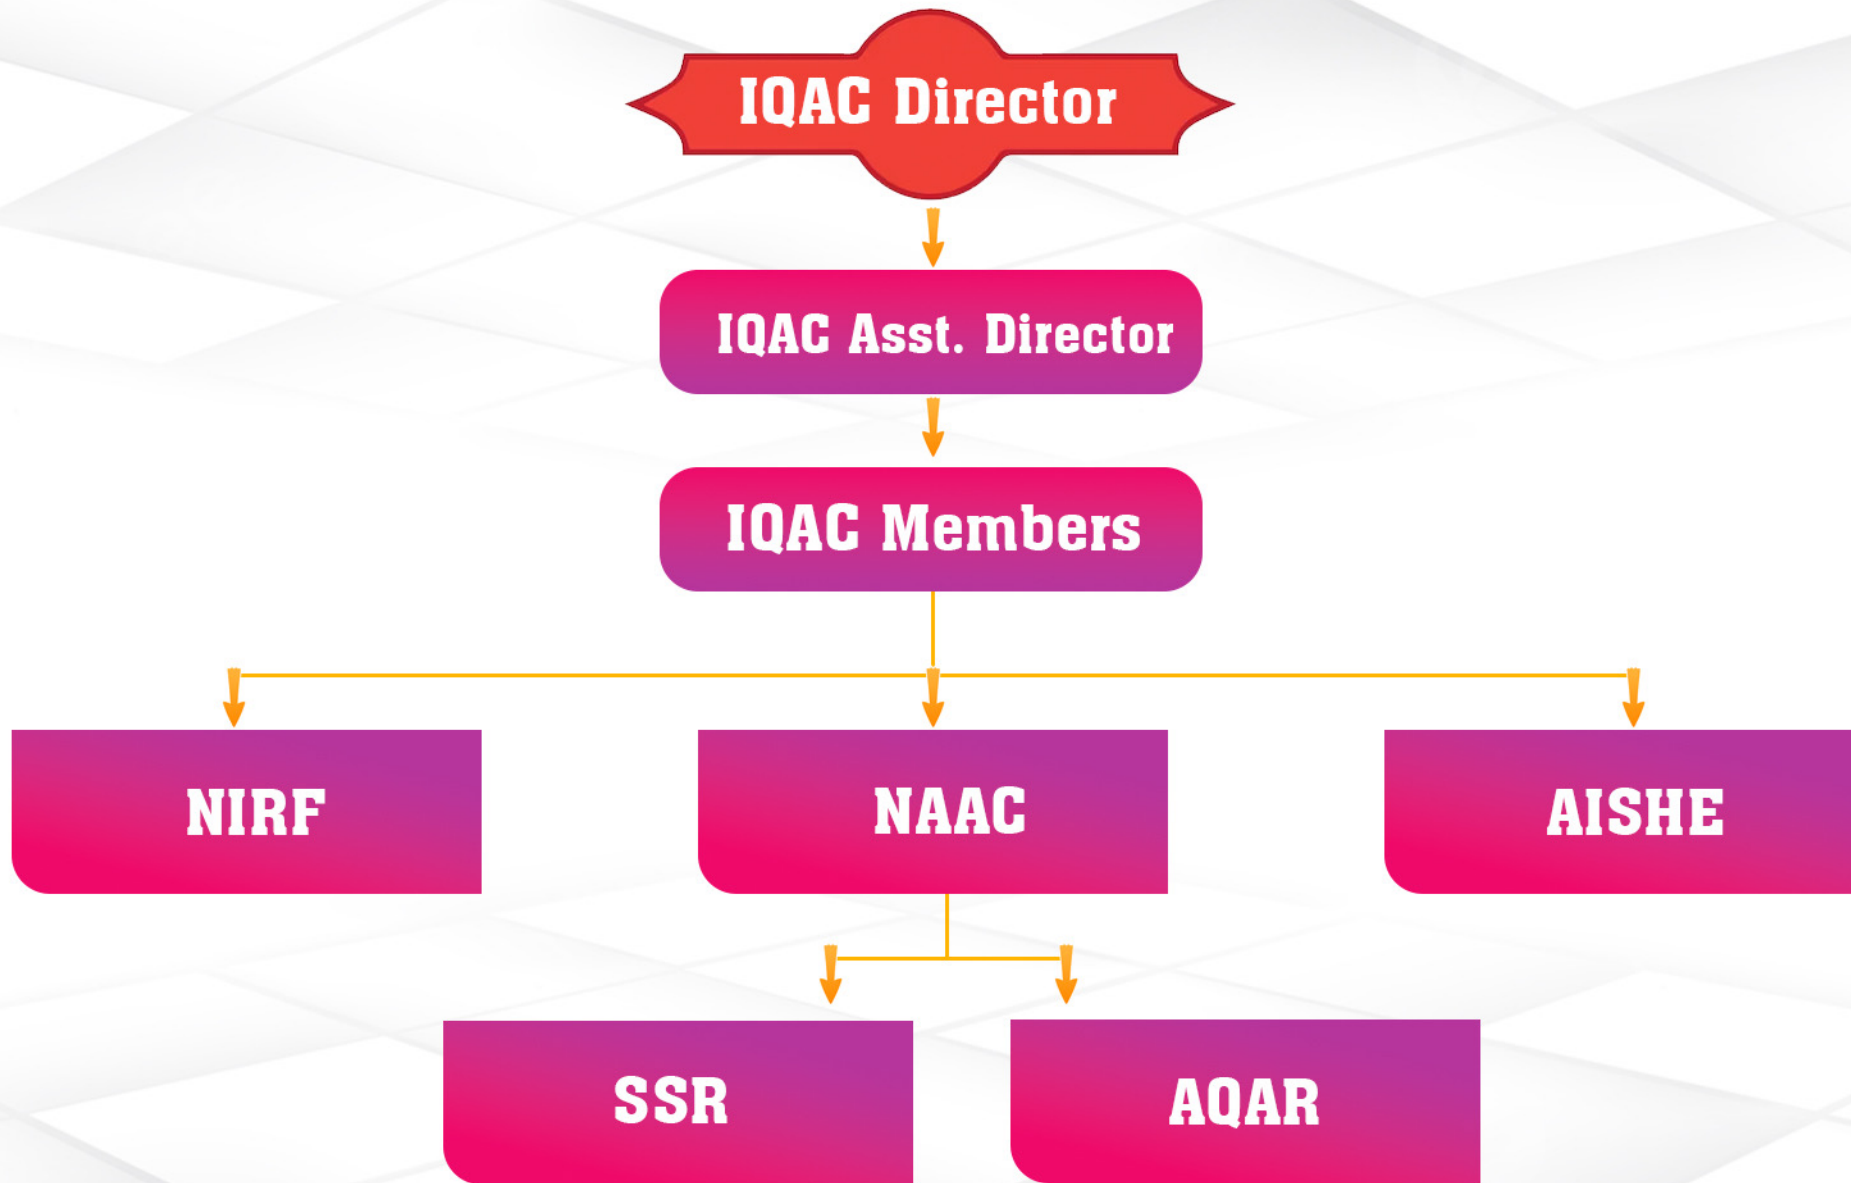 IQAC Director
IQAC Asst. Director
IQAC Members
NIRF
NAAC
AISHE
SSR
AQAR